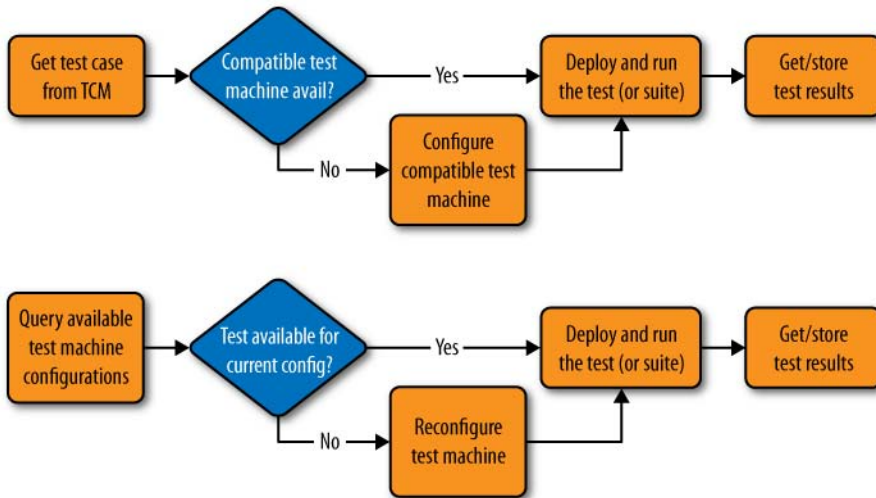 Get test case
from TCM
Compatible test
machine avail?
Yes
No
Configure
compatible test
machine
Deploy and run
the test (or suite)
Get/store
test results
Query available
test machine
configurations
Test available for
current config?
Yes
No
Reconfigure
test machine
Deploy and run
the test (or suite)
Get/store
test results